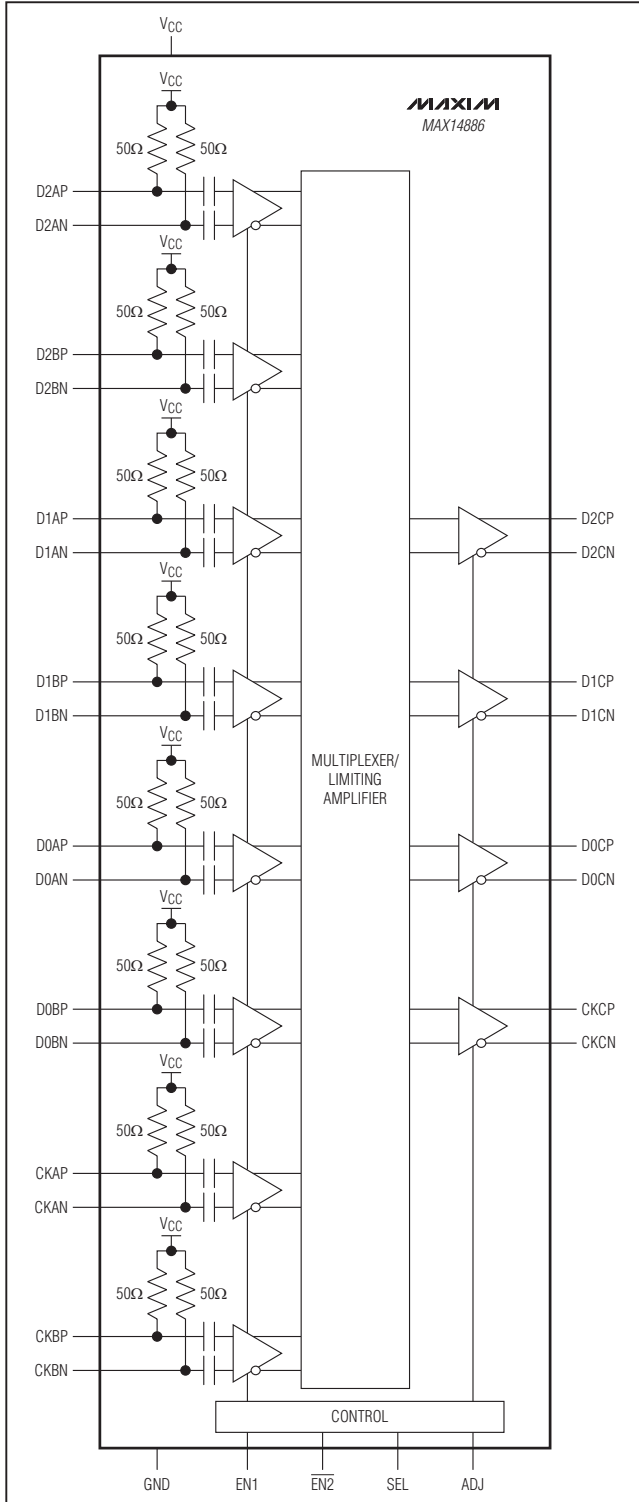 VCC
VCC
MAXIM
MAX14886
50Ω 50Ω
D2AP
D2AN
VCC
50Ω 50Ω
D2BP
D2BN
VCC
50Ω 50Ω
D1AP
D2CP
D1AN
D2CN
VCC
50Ω 50Ω
D1BP
D1CP
D1BN
D1CN
VCC
MULTIPLEXER/
LIMITING
AMPLIFIER
50Ω 50Ω
D0AP
D0CP
D0AN
D0CN
VCC
50Ω 50Ω
D0BP
CKCP
D0BN
CKCN
VCC
50Ω 50Ω
CKAP
CKAN
VCC
50Ω 50Ω
CKBP
CKBN
CONTROL
GND EN1 EN2 SEL ADJ